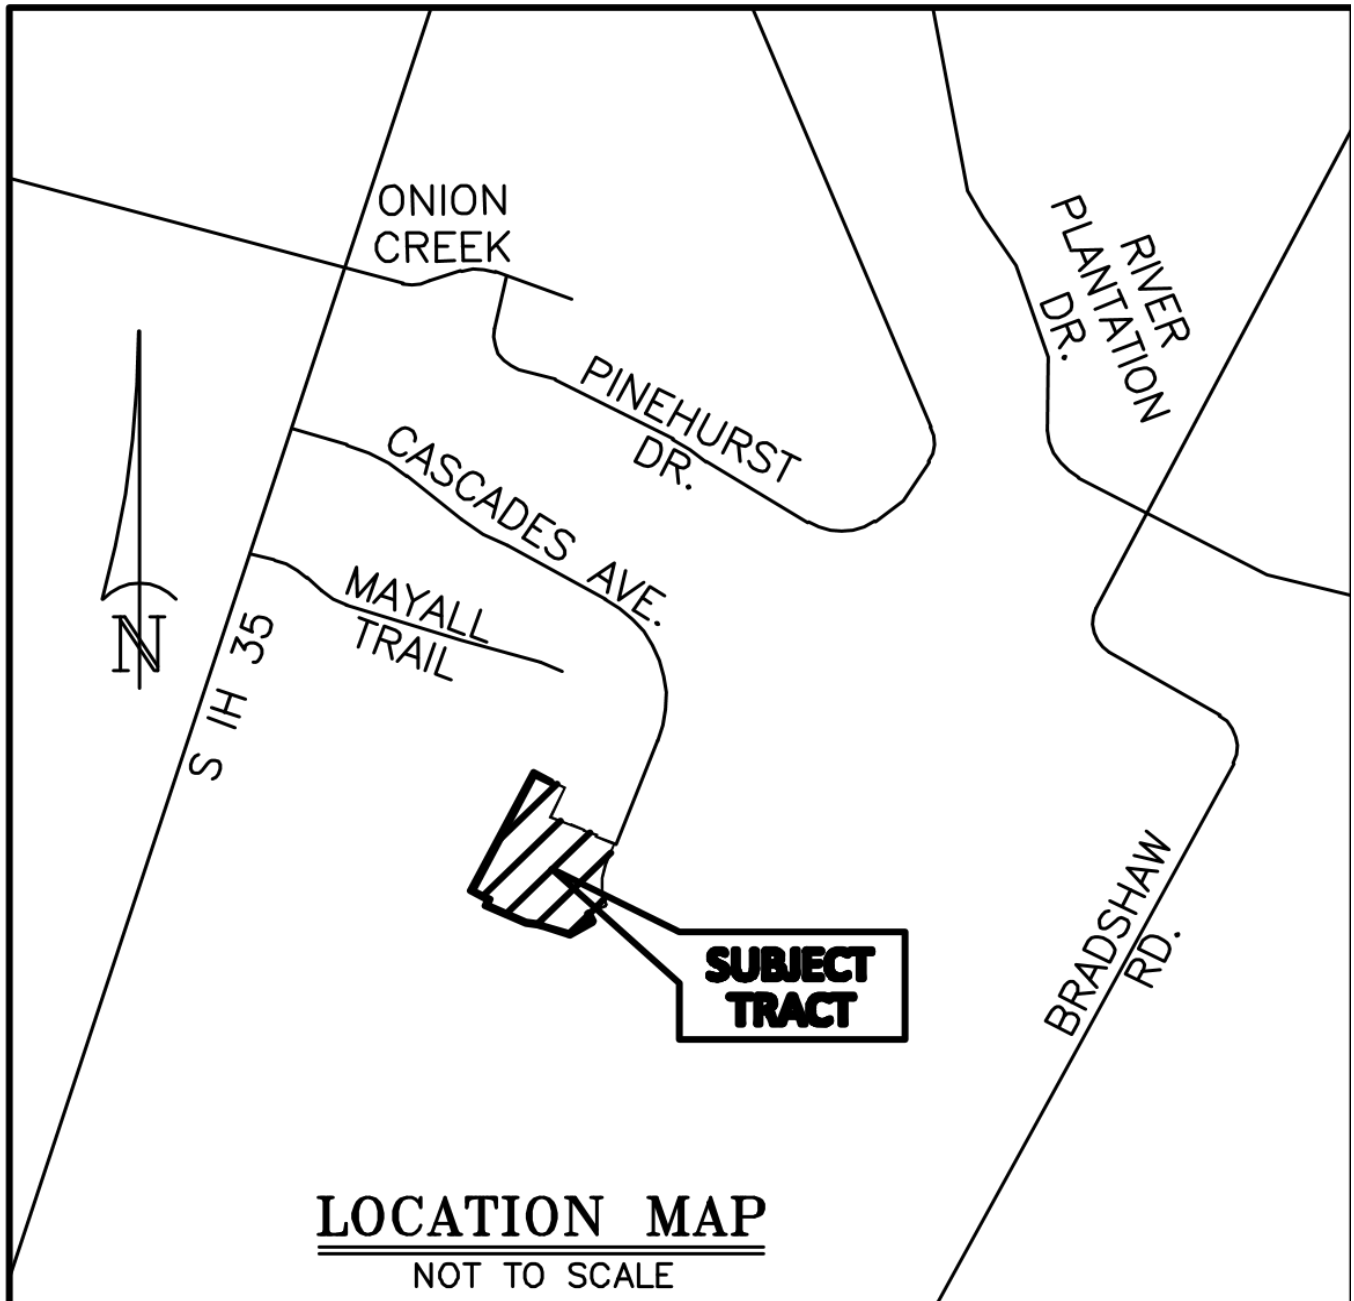 ONION
CREEK
RIVER
PLANTATION
DR.
PINEHURST
DR.
CASCADES AVE.
MAYALL
TRAIL
N
S IH 35
BRADSHAW
RD.
SUBJECT
TRACT
LOCATION MAP
NOT TO SCALE